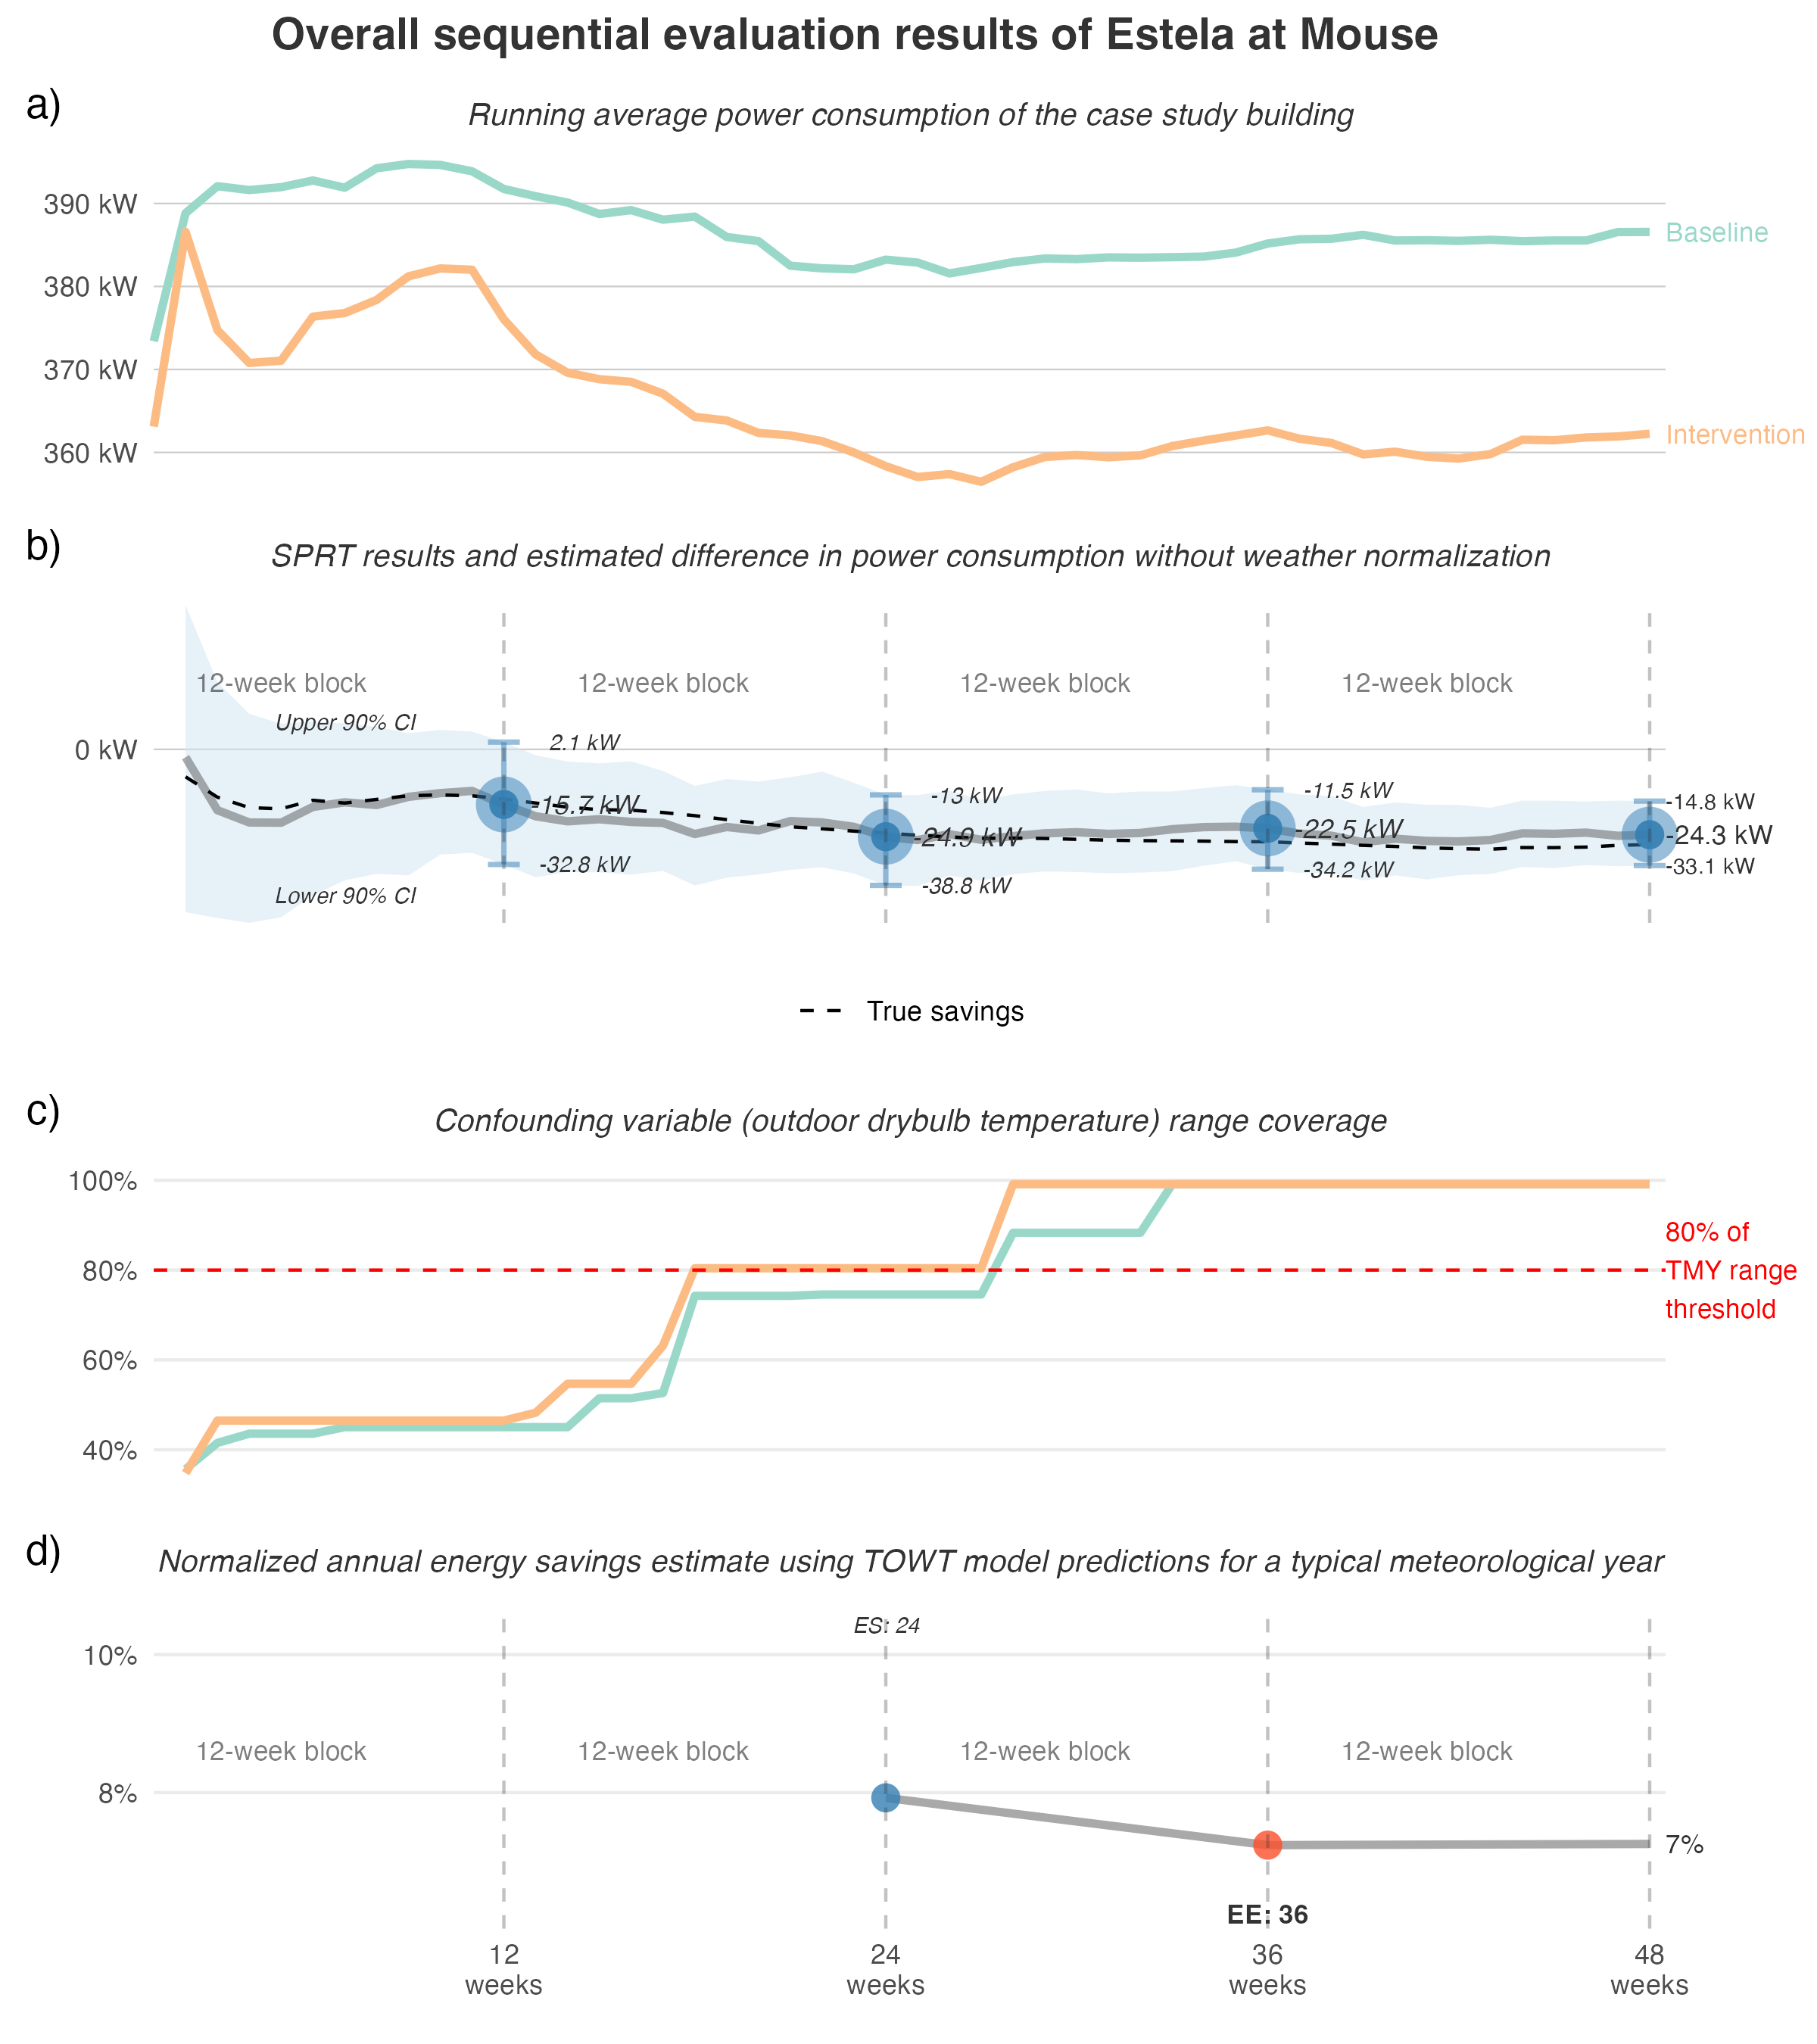 Overall sequential evaluation results of Estela at Mouse
a)
Running average power consumption of the case study building
390 kW
380 kW
370 kW
360 kW
Baseline
Intervention
b)
SPRT results and estimated difference in power consumption without weather normalization
12-week block
12-week block
12-week block
12-week block
Upper 90% CI
Lower 90% CI
0 kW
2.1 kW
-15.7 kW
-32.8 kW
-13 kW
-24.9 kW
-38.8 kW
-11.5 kW
-22.5 kW
-34.2 kW
-14.8 kW
-24.3 kW
-33.1 kW
True savings
c)
Confounding variable (outdoor drybulb temperature) range coverage
100%
80%
60%
40%
80% of
TMY range
threshold
d)
Normalized annual energy savings estimate using TOWT model predictions for a typical meteorological year
ES: 24
10%
12-week block
12-week block
12-week block
12-week block
8%
7%
EE: 36
12
weeks
24
weeks
36
weeks
48
weeks